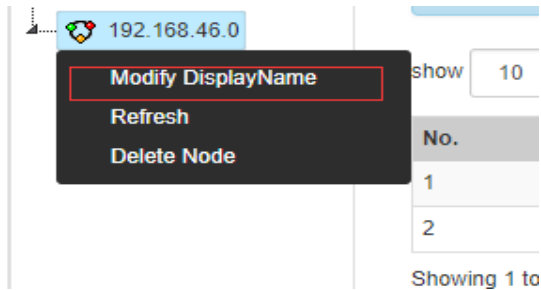 192.168.46.0
Modify DisplayName
Refresh
Delete Node
show 10
No.
1
2
Showing 1 to